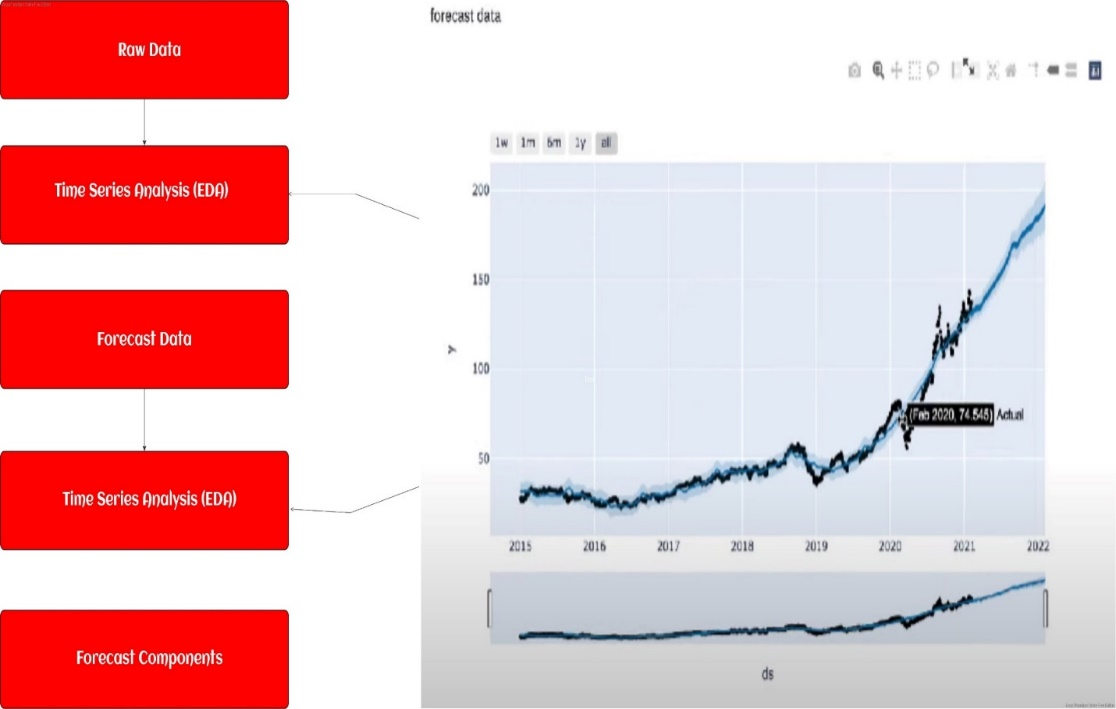 Raw Data
Time Series Analysis (EDA)
Forecast Data
Time Series Analysis (EDA)
Forecast Components
forecast data
1w 1m 6m 1y all
200
150
100
50
y
(Feb 2020, 74.545) Actual
2015 2016 2017 2018 2019 2020 2021 2022
ds